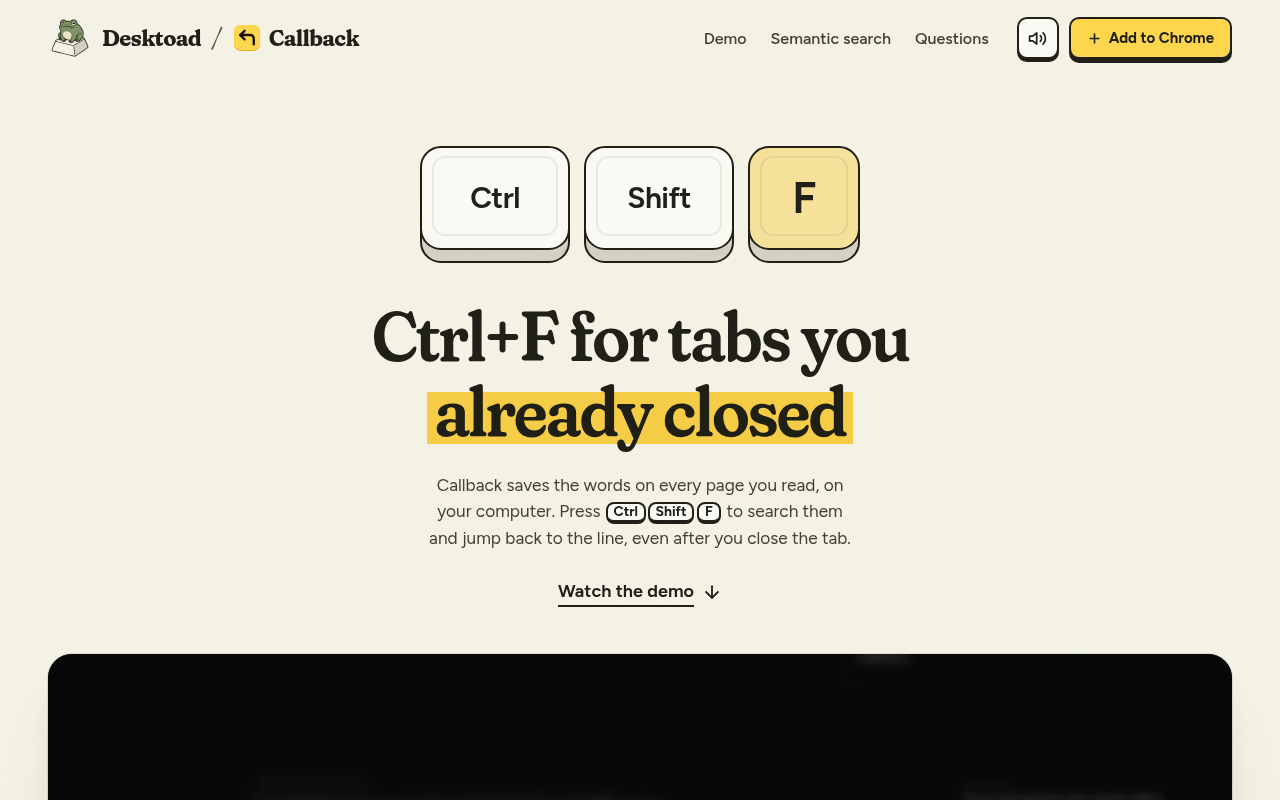 Desktoad / Callback
Demo
Semantic search
Questions
+ Add to Chrome
Ctrl
Shift
F
Ctrl+F for tabs you
already closed
Callback saves the words on every page you read, on
your computer. Press Ctrl Shift F to search them
and jump back to the line, even after you close the tab.
Watch the demo ↓